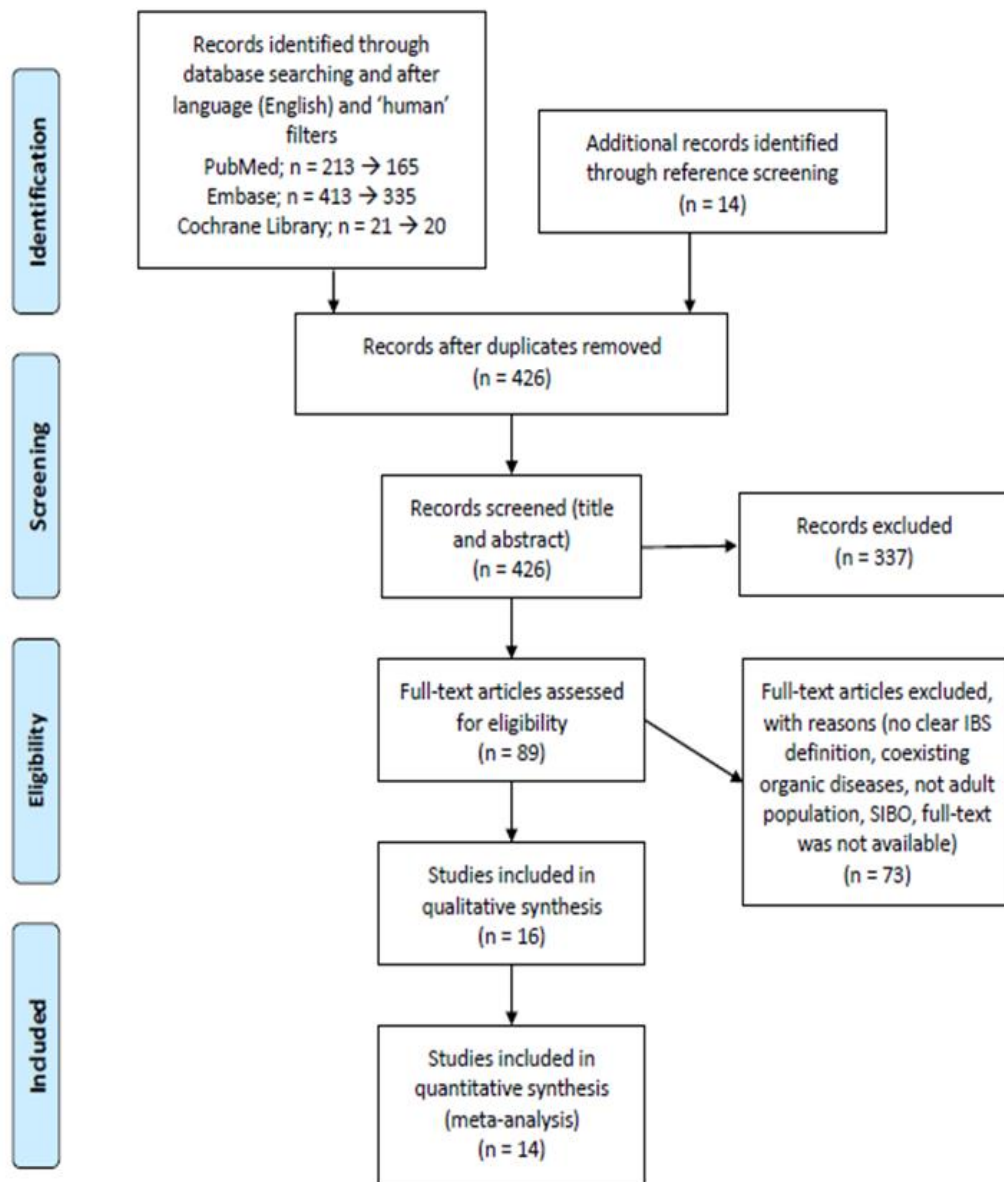 Identification
Records identified through
database searching and after
language (English) and ‘human’
filters
PubMed; n = 213 → 165
Embase; n = 413 → 335
Cochrane Library; n = 21 → 20
Additional records identified
through reference screening
(n = 14)
Records after duplicates removed
(n = 426)
Screening
Records screened (title
and abstract)
(n = 426)
Records excluded
(n = 337)
Eligibility
Full-text articles assessed
for eligibility
(n = 89)
Full-text articles excluded,
with reasons (no clear IBS
definition, coexisting
organic diseases, not adult
population, SIBO, full-text
was not available)
(n = 73)
Studies included in
qualitative synthesis
(n = 16)
Included
Studies included in
quantitative synthesis
(meta-analysis)
(n = 14)